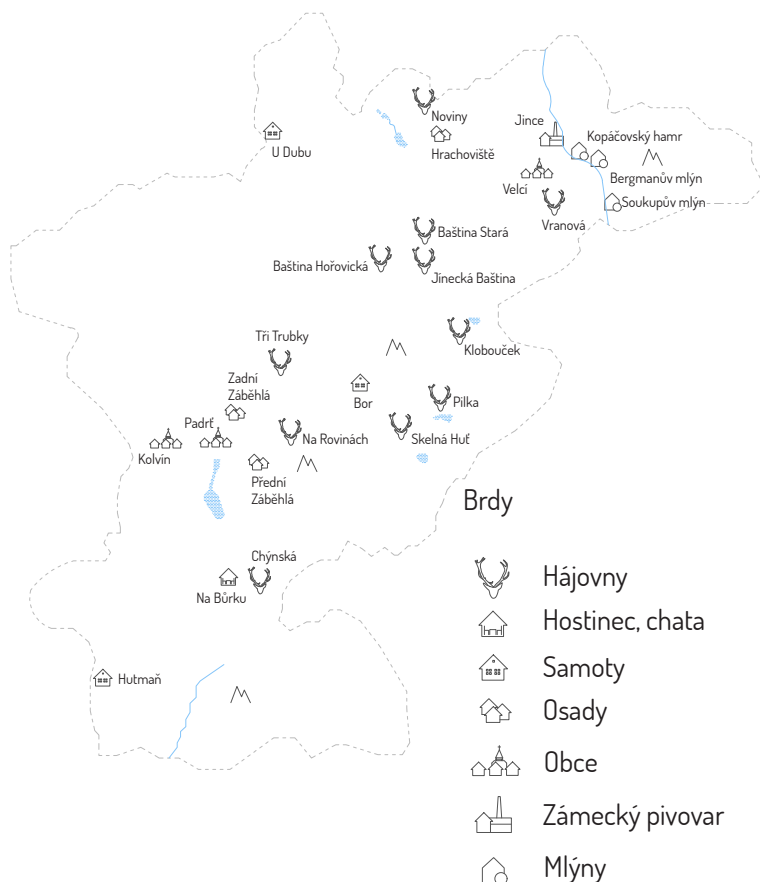 Noviny
Jince
Kopáčovský hamr
U Dubu
Hrachoviště
Bergmanův mlýn
Velcí
Soukupův mlýn
Vranová
Baština Stará
Baština Hořovická
Jinecká Baština
Tři Trubky
Klobouček
Zadní
Záběhlá
Bor
Pilka
Padrť
Na Rovinách
Skelná Huť
Kolvín
Přední
Záběhlá
Brdy
Chýnská
Na Bůrku
Hutmaň
Hájovny
Hostinec, chata
Samoty
Osady
Obce
Zámecký pivovar
Mlýny